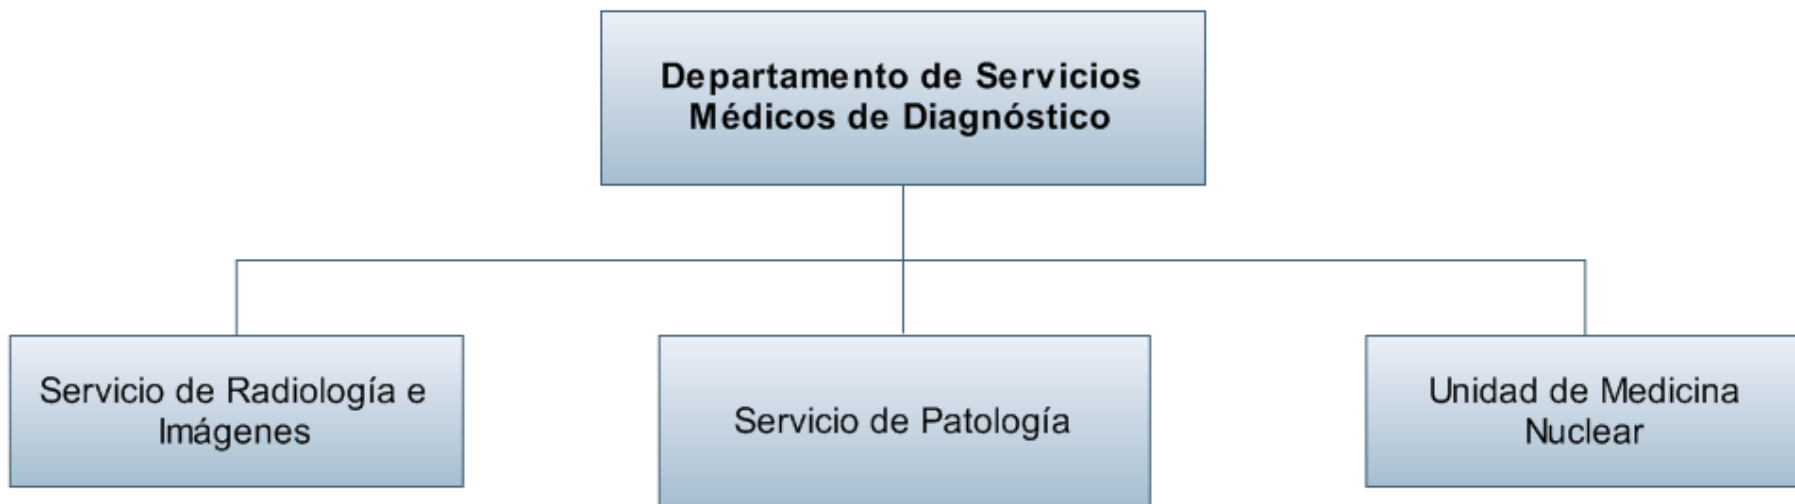 Departamento de Servicios
Médicos de Diagnóstico
Servicio de Radiología e
Imágenes
Servicio de Patología
Unidad de Medicina
Nuclear